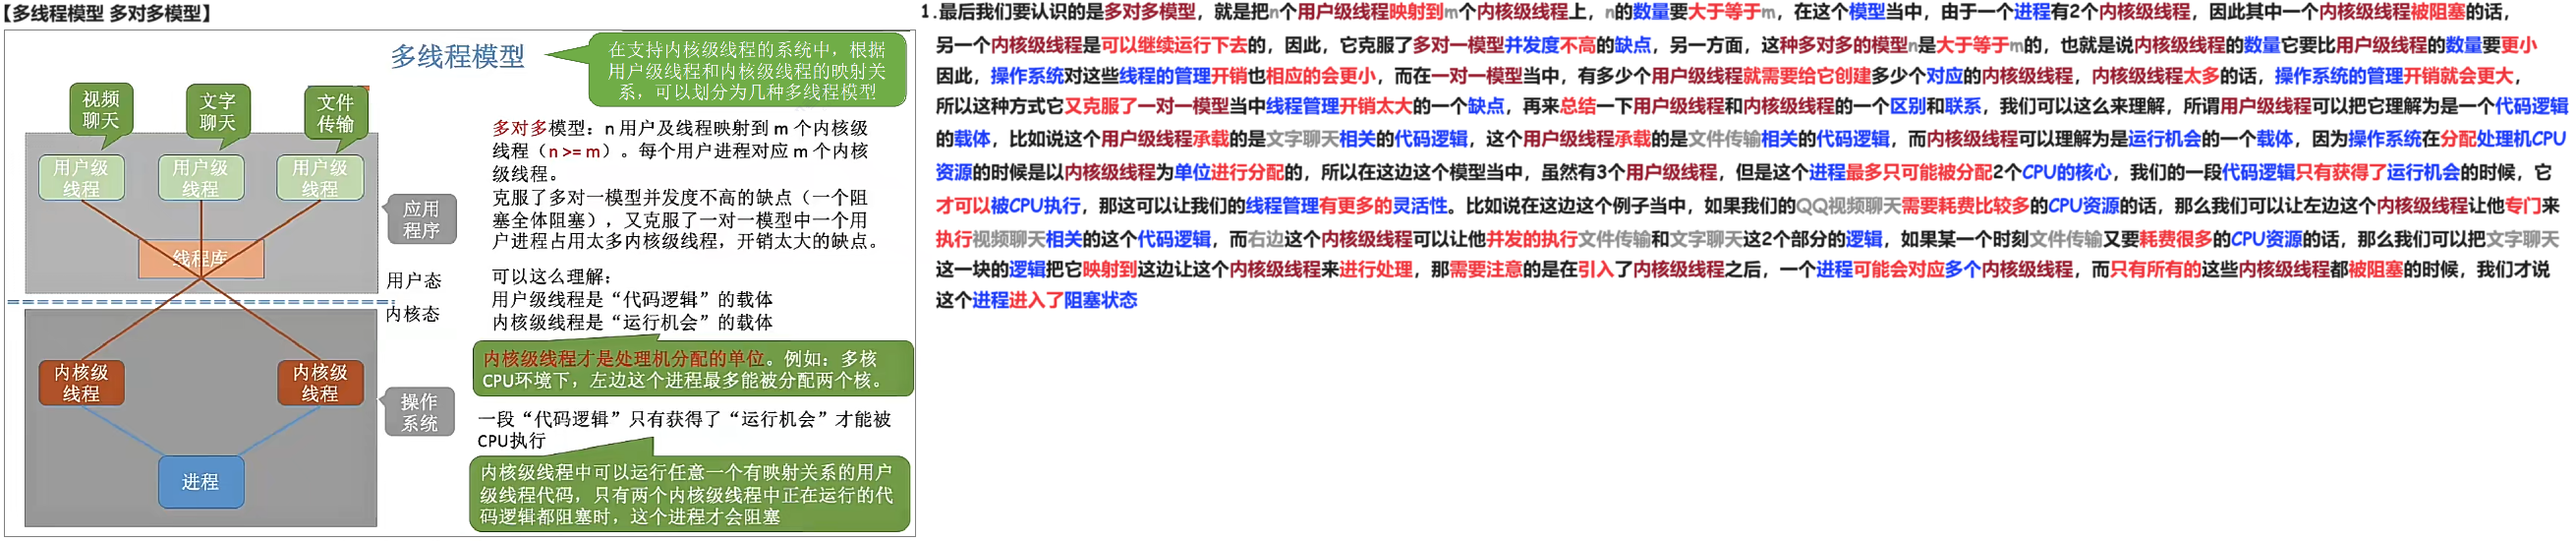 【多线程模型 多对多模型】
多线程模型
在支持内核级线程的系统中，根据
用户级线程和内核级线程的映射关
系，可以划分为几种多线程模型
视频
聊天
文字
聊天
文件
传输
用户级
线程
用户级
线程
用户级
线程
线程库
应用
程序
用户态
内核态
内核级
线程
内核级
线程
操作
系统
进程
多对多模型：n 用户及线程映射到 m 个内核级
线程（n >= m）。每个用户进程对应 m 个内核
级线程。
克服了多对一模型并发度不高的缺点（一个阻
塞全体阻塞），又克服了一对一模型中一个用
户进程占用太多内核级线程，开销太大的缺点。
可以这么理解：
用户级线程是“代码逻辑”的载体
内核级线程是“运行机会”的载体
内核级线程才是处理机分配的单位。例如：多核
CPU环境下，左边这个进程最多能被分配两个核。
一段“代码逻辑”只有获得了“运行机会”才能被
CPU执行
内核级线程中可以运行任意一个有映射关系的用户
级线程代码，只有两个内核级线程中正在运行的代
码逻辑都阻塞时，这个进程才会阻塞
1.最后我们要认识的是多对多模型，就是把n个用户级线程映射到m个内核级线程上，n的数量要大于等于m，在这个模型当中，由于一个进程有2个内核级线程，因此其中一个内核级线程被阻塞的话，
另一个内核级线程是可以继续运行下去的，因此，它克服了多对一模型并发度不高的缺点，另一方面，这种多对多的模型n是大于等于m的，也就是说内核级线程的数量它要比用户级线程的数量要更小
因此，操作系统对这些线程的管理开销也相应的会更小，而在一对一模型当中，有多少个用户级线程就需要给它创建多少个对应的内核级线程，内核级线程太多的话，操作系统的管理开销就会更大，
所以这种方式它又克服了一对一模型当中线程管理开销太大的一个缺点，再来总结一下用户级线程和内核级线程的一个区别和联系，我们可以这么来理解，所谓用户级线程可以把它理解为是一个代码逻辑
的载体，比如说这个用户级线程承载的是文字聊天相关的代码逻辑，这个用户级线程承载的是文件传输相关的代码逻辑，而内核级线程可以理解为是运行机会的一个载体，因为操作系统在分配处理机CPU
资源的时候是以内核级线程为单位进行分配的，所以在这边这个模型当中，虽然有3个用户级线程，但是这个进程最多只可能被分配2个CPU的核心，我们的一段代码逻辑只有获得了运行机会的时候，它
才可以被CPU执行，那这可以让我们的线程管理有更多的灵活性。比如说在这边这个例子当中，如果我们的QQ视频聊天需要耗费比较多的CPU资源的话，那么我们可以让左边这个内核级线程让他专门来
执行视频聊天相关的这个代码逻辑，而右边这个内核级线程可以让他并发的执行文件传输和文字聊天这2个部分的逻辑，如果某一个时刻文件传输又要耗费很多的CPU资源的话，那么我们可以把文字聊天
这一块的逻辑把它映射到这边让这个内核级线程来进行处理，那需要注意的是在引入了内核级线程之后，一个进程可能会对应多个内核级线程，而只有所有的这些内核级线程都被阻塞的时候，我们才说
这个进程进入了阻塞状态